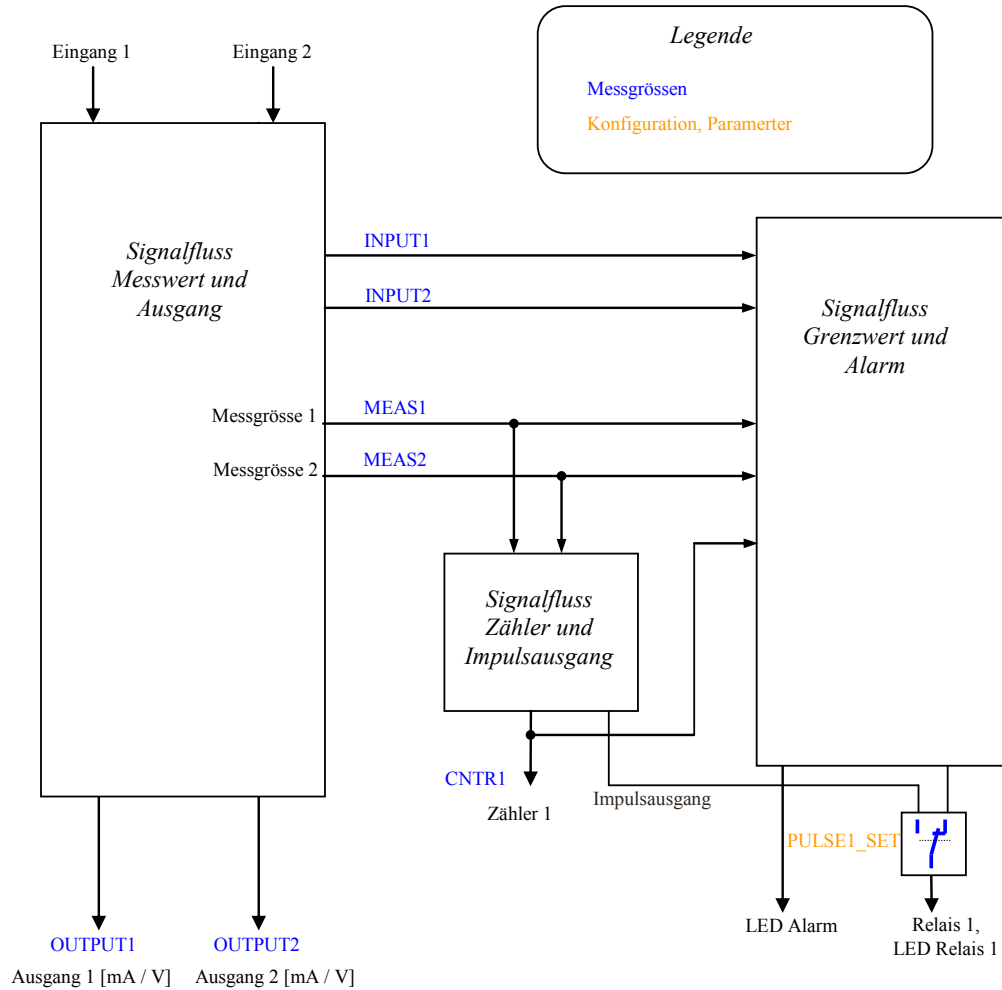 Legende
Messgrössen
Konfiguration, Paramerter
Eingang 1
Eingang 2
Signalfluss
Messwert und
Ausgang
INPUT1
INPUT2
Signalfluss
Grenzwert und
Alarm
Messgrösse 1
MEAS1
Messgrösse 2
MEAS2
Signalfluss
Zähler und
Impulsausgang
CNTR1
Zähler 1
Impulsausgang
PULSE1_SET
LED Alarm
Relais 1,
LED Relais 1
OUTPUT1
OUTPUT2
Ausgang 1 [mA / V]
Ausgang 2 [mA / V]